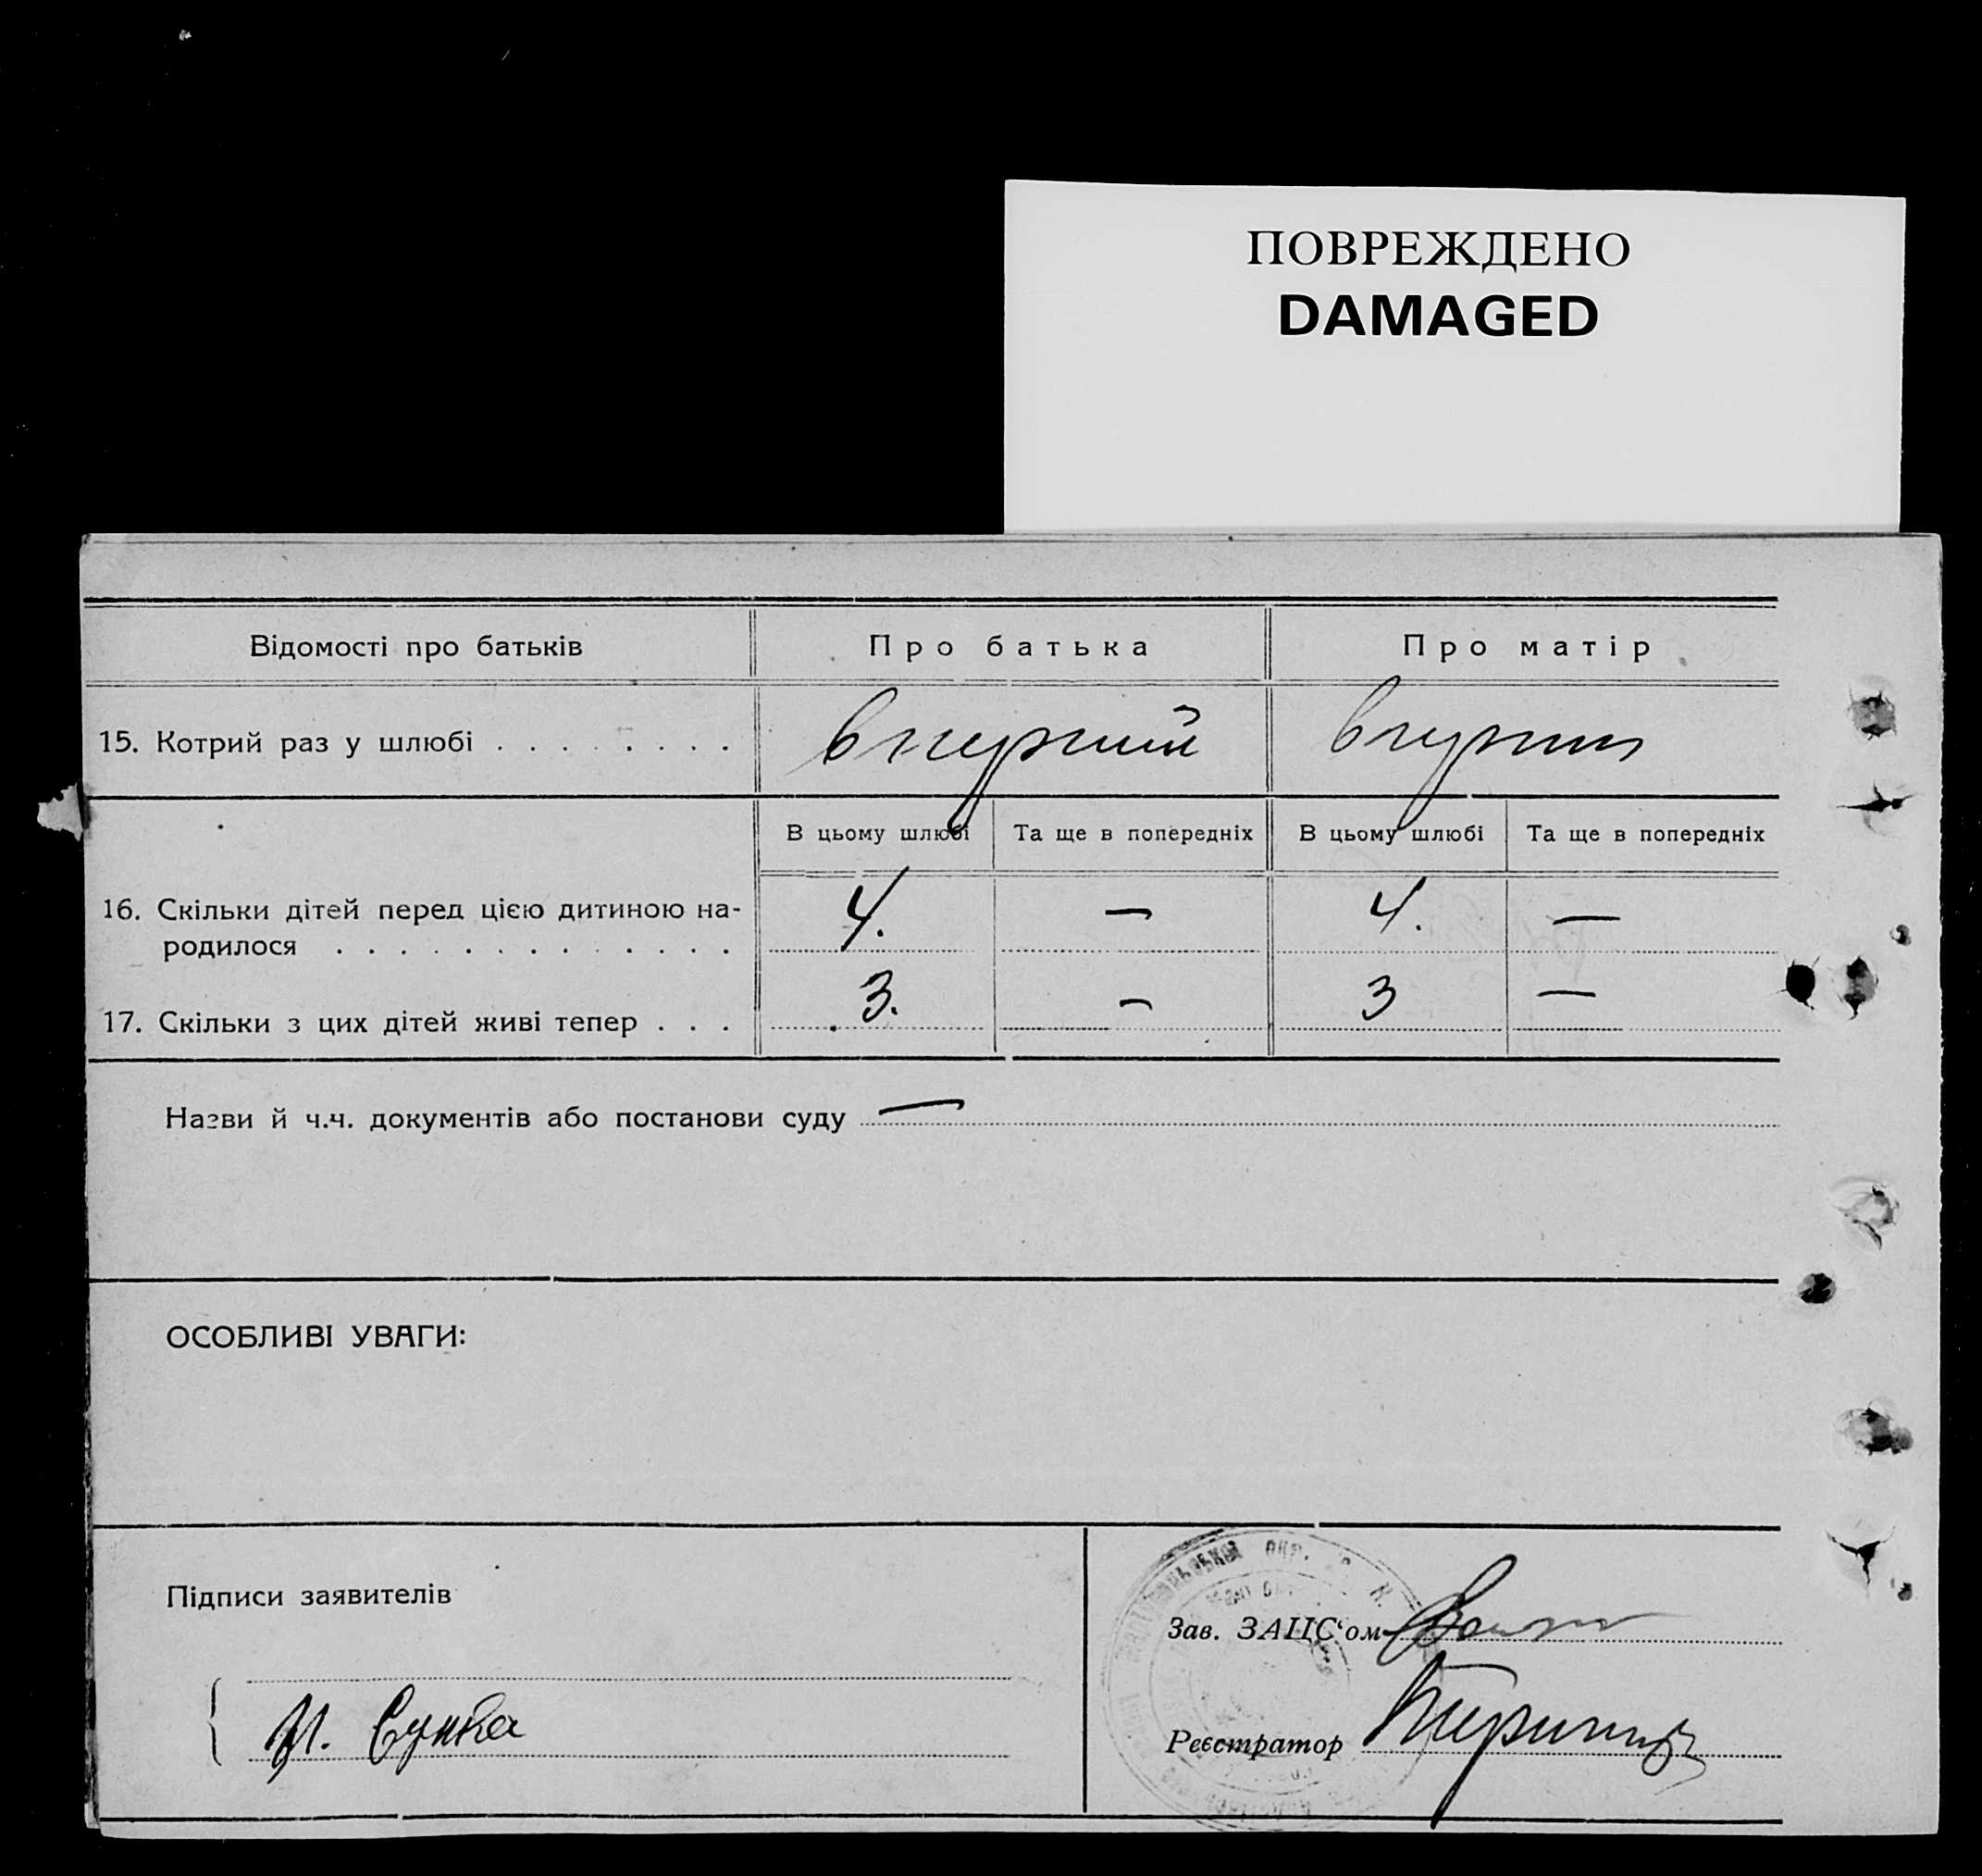 ПОВРЕЖДЕНО
DAMAGED
Відомості про батьків
Про батька
Про матір
15. Котрий раз у шлюбі . . . . . . . .
вперший
В цьому шлюбі
Та ще в попередніх
В цьому шлюбі
Та ще в попередніх
16. Скільки дітей перед цією дитиною на-
родилося . . . . . . . . . . . . .
4. — 4. —
17. Скільки з цих дітей живі тепер . . .
3. — 3 —
Назви й ч.ч. документів або постанови суду —
ОСОБЛИВІ УВАГИ:
Підписи заявителів
Зав. ЗАЦС‘ом
Реєстратор